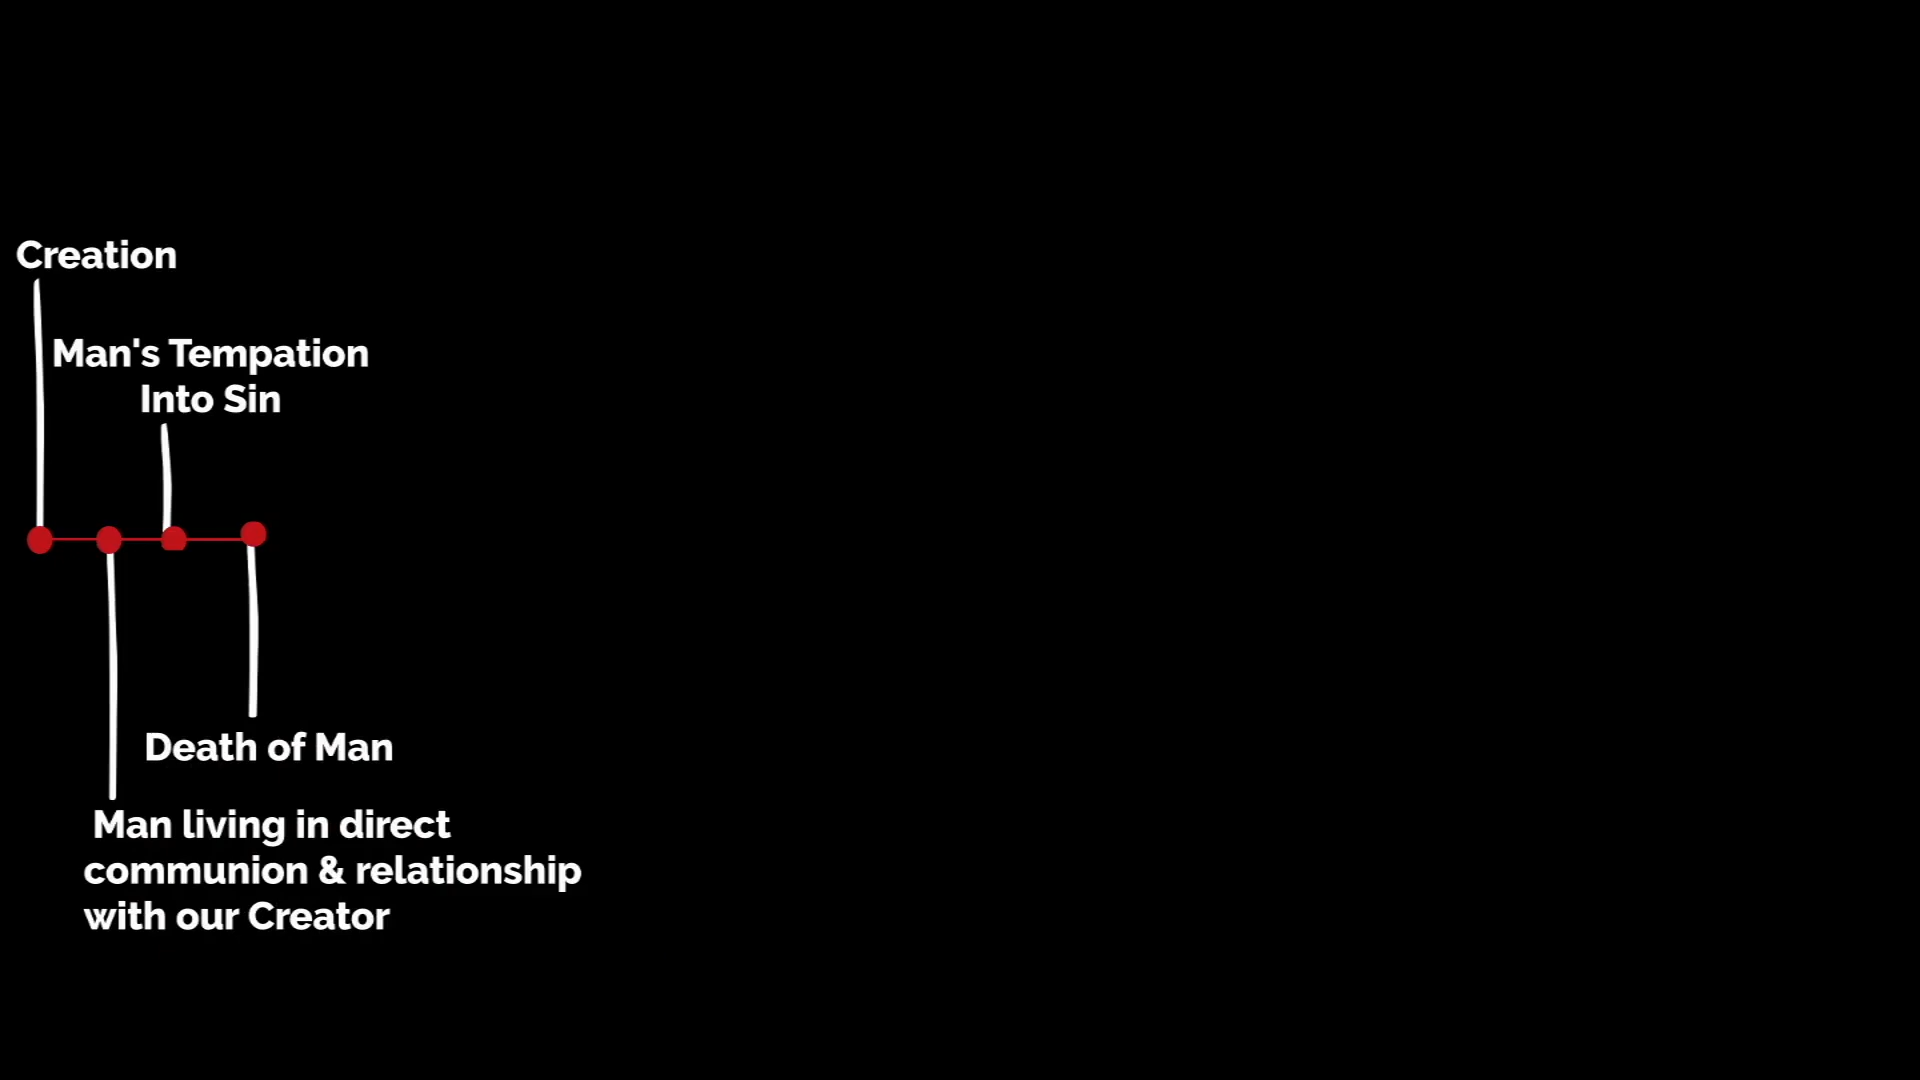 Creation
Man's Tempation
Into Sin
Death of Man
Man living in direct
communion & relationship
with our Creator